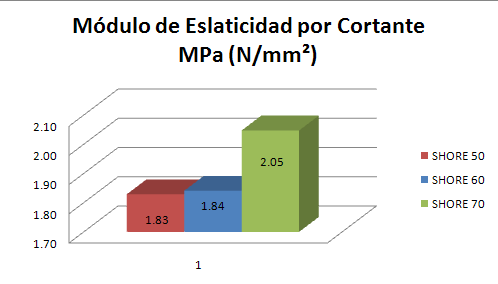 Módulo de Eslaticidad por Cortante
MPa (N/mm²)
2.10
2.00
1.90
1.80
1.70
1.83
1.84
2.05
1
SHORE 50
SHORE 60
SHORE 70